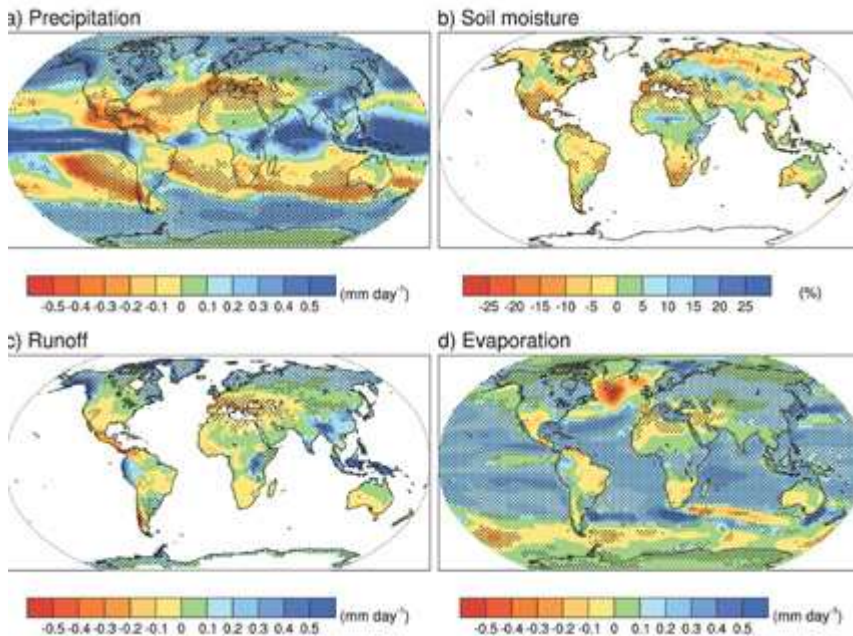 a) Precipitation
b) Soil moisture
-0.5 -0.4 -0.3 -0.2 -0.1 0 0.1 0.2 0.3 0.4 0.5 (mm day⁻¹)
-25 -20 -15 -10 -5 0 5 10 15 20 25 (%)
c) Runoff
d) Evaporation
-0.5 -0.4 -0.3 -0.2 -0.1 0 0.1 0.2 0.3 0.4 0.5 (mm day⁻¹)
-0.5 -0.4 -0.3 -0.2 -0.1 0 0.1 0.2 0.3 0.4 0.5 (mm day⁻¹)